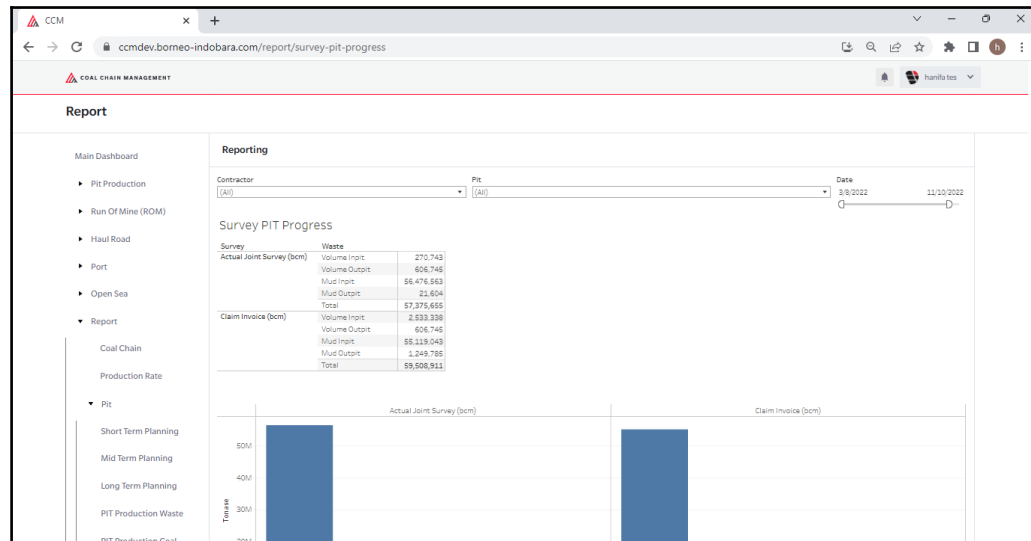 CCM
ccmdev.borneo-indobara.com/report/survey-pit-progress
h
COAL CHAIN MANAGEMENT
hanifa tes
Report
Main Dashboard
Pit Production
Run Of Mine (ROM)
Haul Road
Port
Open Sea
Report
Coal Chain
Production Rate
Pit
Short Term Planning
Mid Term Planning
Long Term Planning
PIT Production Waste
PIT Production Coal
Reporting
Contractor Pit Date
(All) (All) 3/8/2022 11/10/2022
Survey PIT Progress
Survey Waste
Actual Joint Survey (bcm) Volume Inpit 270,743
Volume Outpit 606,745
Mud Inpit 56,476,563
Mud Outpit 21,604
Total 57,375,655
Claim Invoice (bcm) Volume Inpit 2,533,338
Volume Outpit 606,745
Mud Inpit 55,119,043
Mud Outpit 1,249,785
Total 59,508,911
Actual Joint Survey (bcm) Claim Invoice (bcm)
50M
40M
30M
20M
Tonase